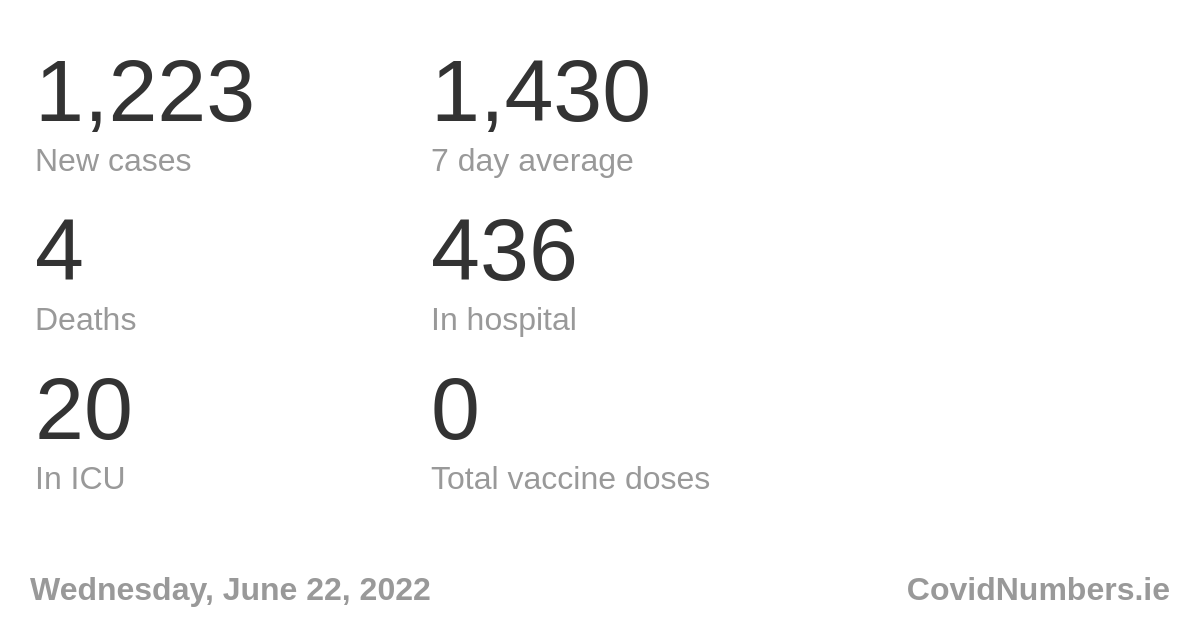 1,223
New cases
1,430
7 day average
4
Deaths
436
In hospital
20
In ICU
0
Total vaccine doses
Wednesday, June 22, 2022
CovidNumbers.ie